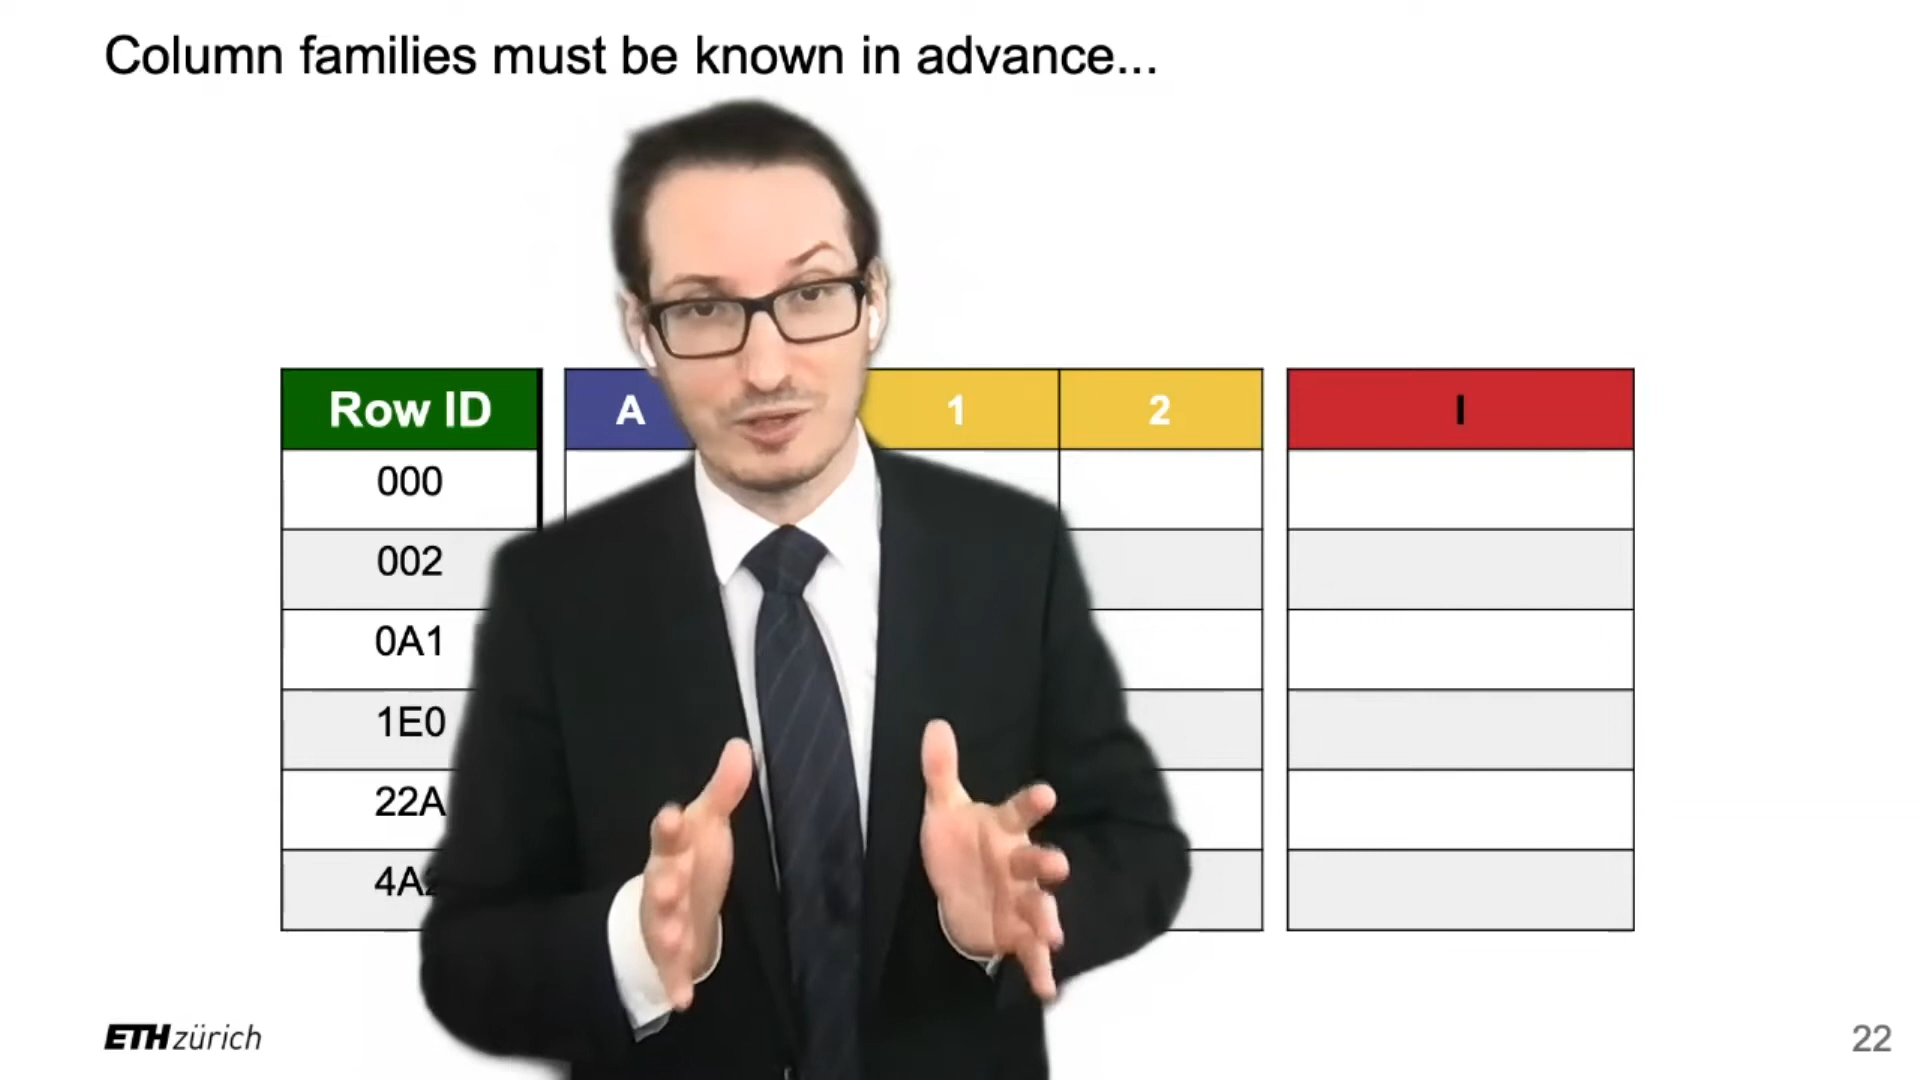 Column families must be known in advance...
Row ID
A
1
2
I
000
002
0A1
1E0
22A
ETH zürich
22